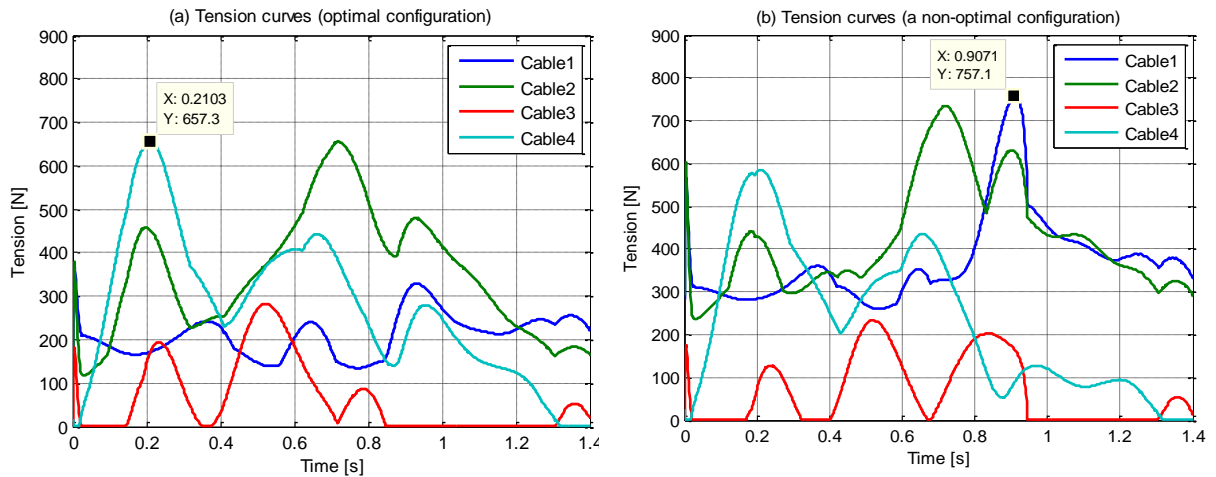 (a) Tension curves (optimal configuration)
900
800
700
600
500
400
300
200
100
0
Tension [N]
X: 0.2103
Y: 657.3
Cable1
Cable2
Cable3
Cable4
0 0.2 0.4 0.6 0.8 1 1.2 1.4
Time [s]
(b) Tension curves (a non-optimal configuration)
900
800
700
600
500
400
300
200
100
0
Tension [N]
X: 0.9071
Y: 757.1
Cable1
Cable2
Cable3
Cable4
0 0.2 0.4 0.6 0.8 1 1.2 1.4
Time [s]